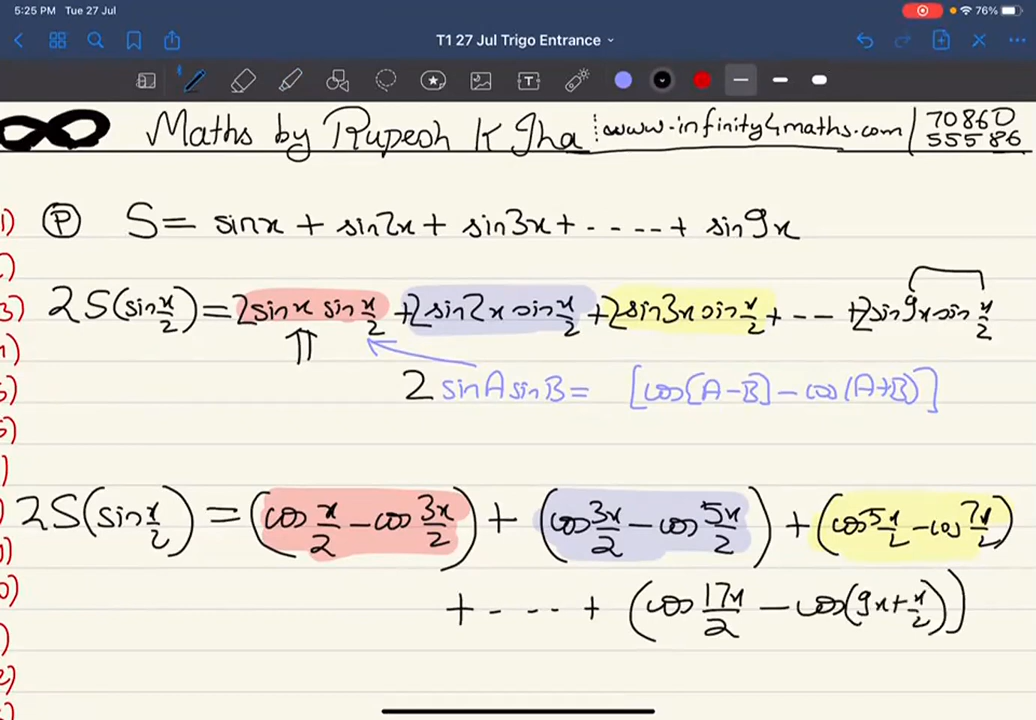 5:25 PM Tue 27 Jul 76%
T1 27 Jul Trigo Entrance
Maths by Rupesh K Jha www.infinity4maths.com 70860 55586
1) Ⓟ S = sinx + sin2x + sin3x + - - - - - + sin9x
3) 2S(sin x/2) = 2sinx sin x/2 + 2sin2x sin x/2 + 2sin3x sin x/2 + - - - + 2sin9x sin x/2
2 sinA sinB = [cos(A-B] - cos(A+B)]
2S(sin x/2) = (cos x/2 - cos 3x/2) + (cos 3x/2 - cos 5x/2) + (cos 5x/2 - cos 7x/2)
+ - - - - + (cos 17x/2 - cos(9x + x/2))